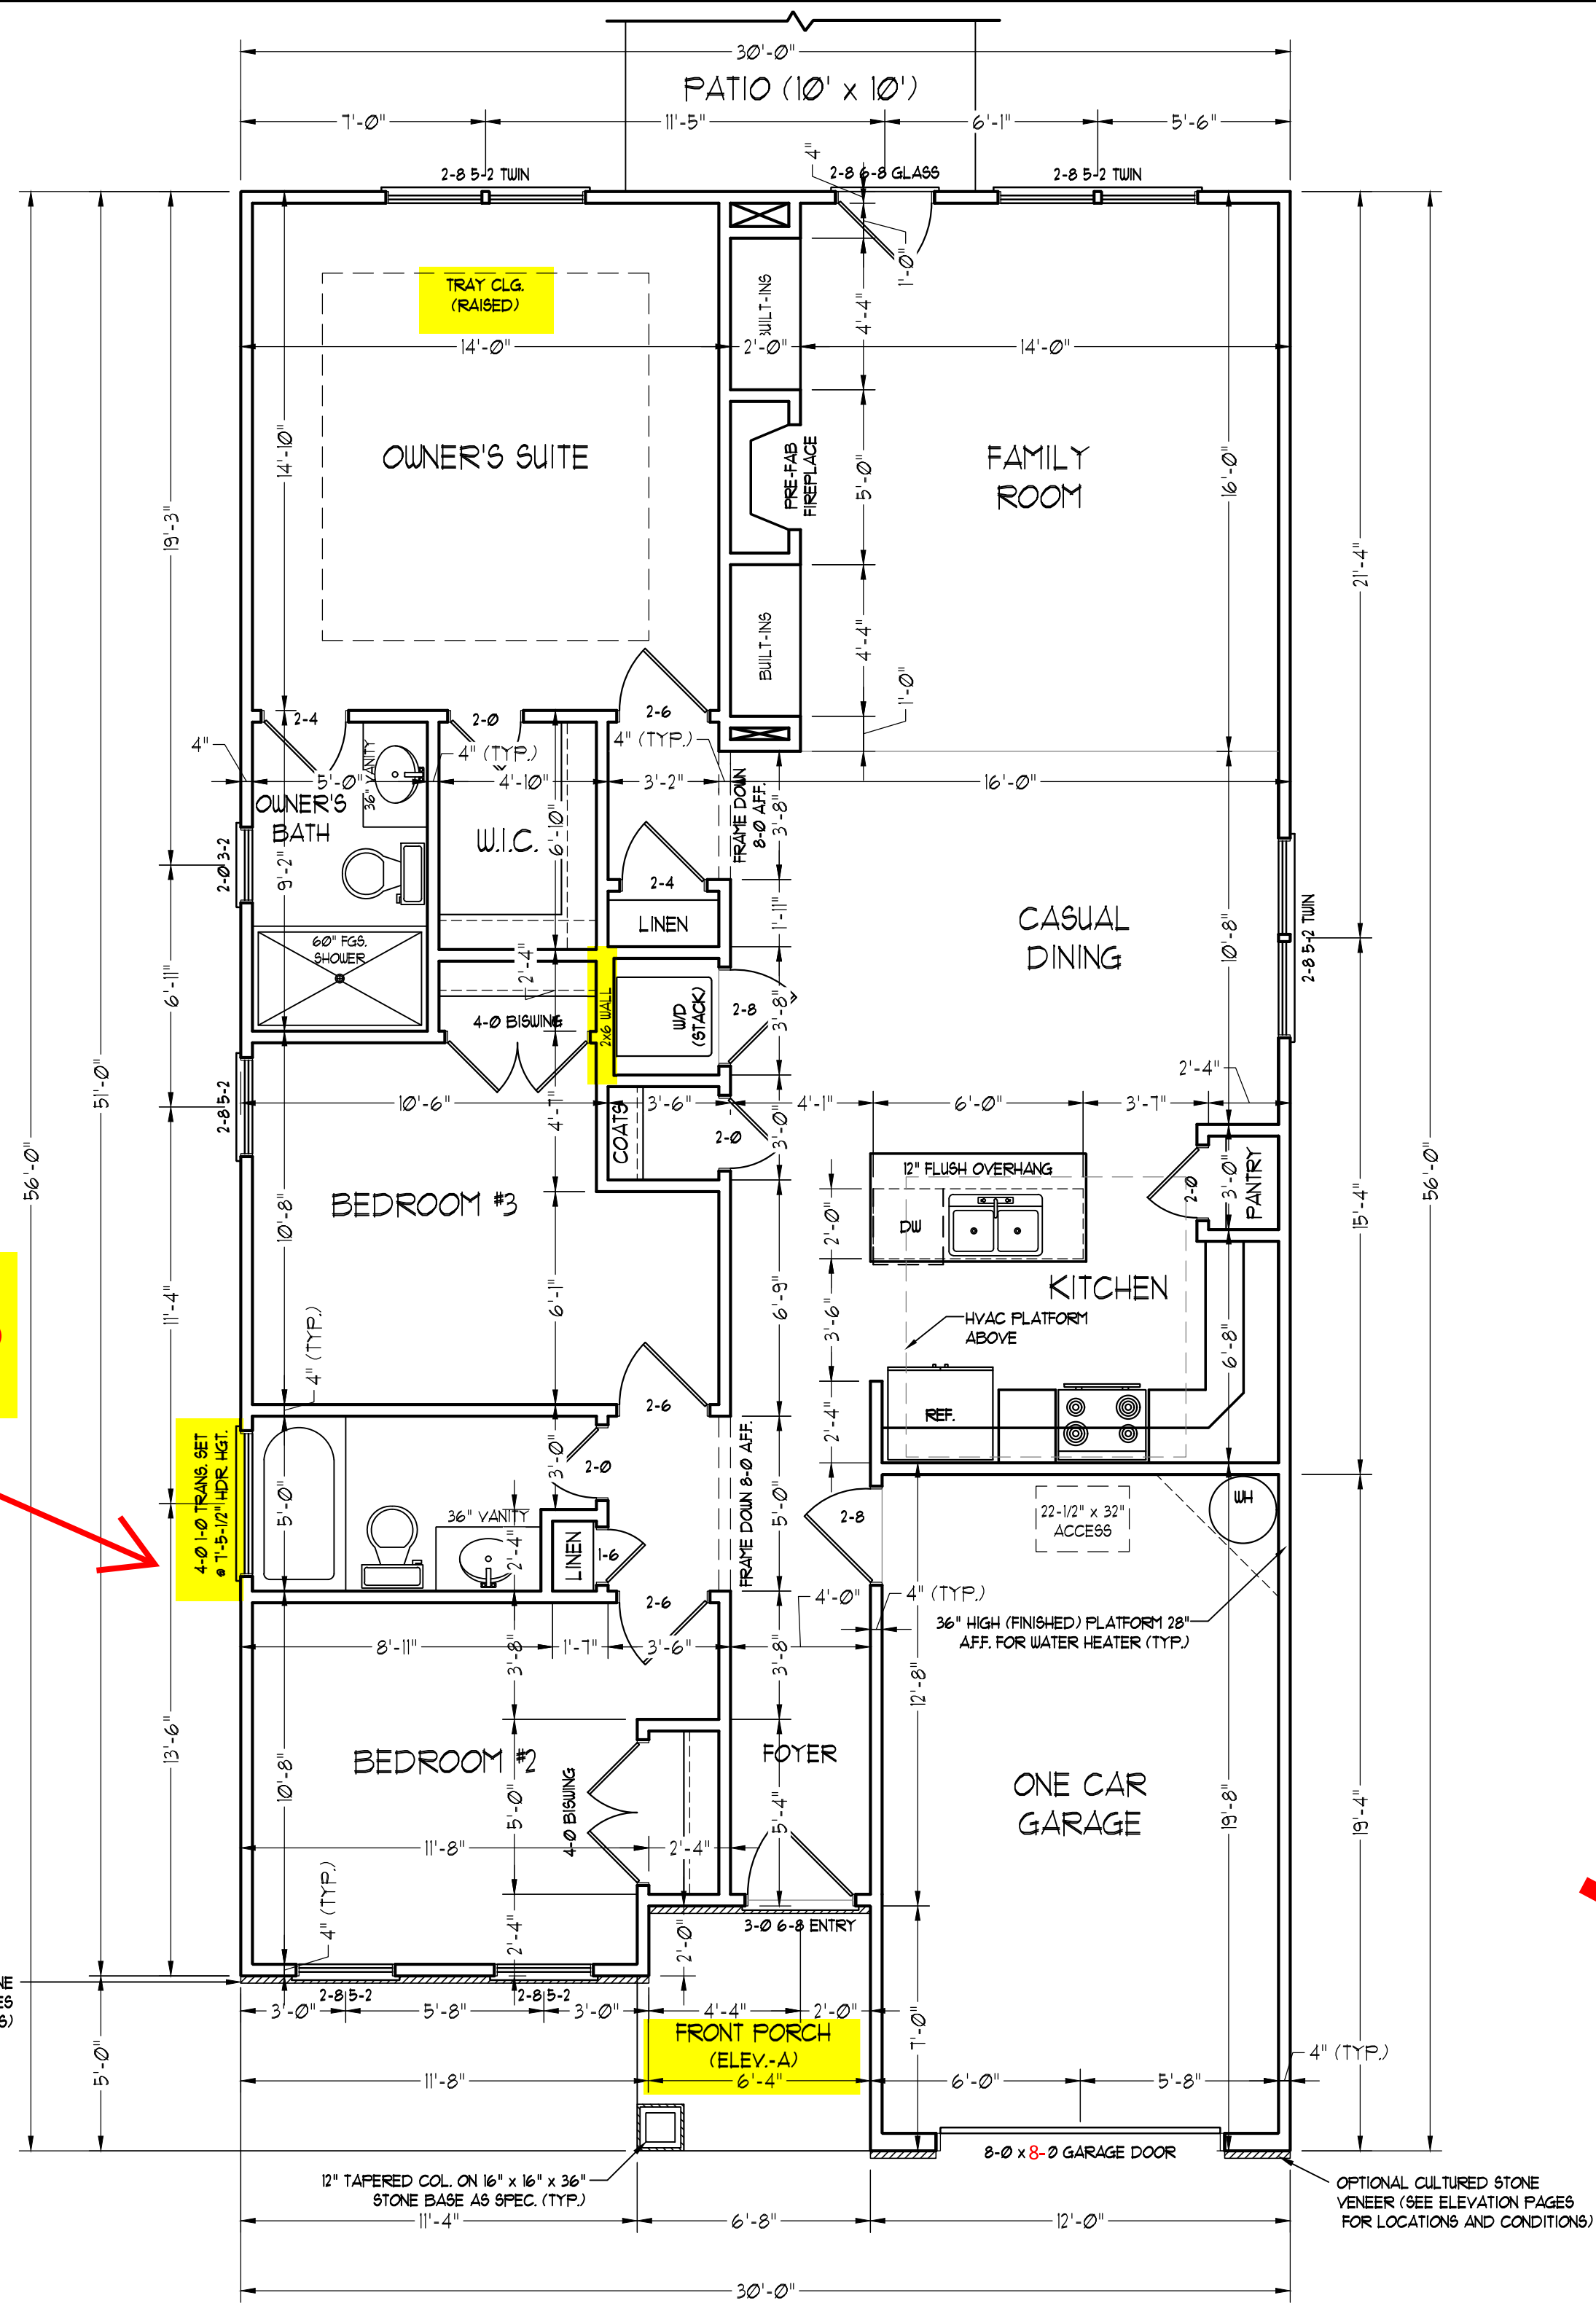 30'-0"
PATIO (10' x 10')
7'-0" 11'-5" 6'-1" 5'-6"
2-8 5-2 TWIN
4"
2-8 6-8 GLASS
2-8 5-2 TWIN
1'-0"
TRAY CLG.
(RAISED)
BUILT-INS
4'-4"
14'-0" 2'-0" 14'-0"
14'-10"
OWNER'S SUITE
PRE-FAB
FIREPLACE
5'-0"
FAMILY
ROOM
16'-0"
19'-3"
21'-4"
BUILT-INS
4'-4"
1'-0"
2-4
2-0
2-6
4"
4" (TYP.)
4" (TYP.)
5'-0" 4'-10" 3'-2" 16'-0"
36" VANITY
OWNER'S
BATH
FRAME DOWN
8-0 A.F.F.
3'-8"
W.I.C.
6'-10"
2-0 3-2
9'-2"
2-4
LINEN
1'-11"
CASUAL
DINING
10'-8"
2-8 5-2 TWIN
60" FGS.
SHOWER
2'-4"
6'-11"
4-0 BISWING
2x6 WALL
W/D
(STACK)
2-8
3'-8"
51'-0"
56'-0"
2-8 5-2
2'-4"
10'-6" 3'-6" 4'-1" 6'-0" 3'-7"
4'-7"
COATS
2-0
3'-0"
12" FLUSH OVERHANG
2-0
3'-0"
PANTRY
56'-0"
15'-4"
BEDROOM #3
10'-8"
DW
2'-0"
KITCHEN
11'-4"
6'-1"
6'-9"
3'-6"
HVAC PLATFORM
ABOVE
6'-8"
4" (TYP.)
2-6
REF.
2'-4"
4-0 1-0 TRANS. SET
@ 7'-5-1/2" HDR HGT.
3'-0"
2-0
FRAME DOWN 8-0 A.F.F.
5'-0"
5'-0"
36" VANITY
2'-4"
LINEN
1-6
2-8
22-1/2" x 32"
ACCESS
WH
2-6
4'-0"
4" (TYP.)
36" HIGH (FINISHED) PLATFORM 28"
A.F.F. FOR WATER HEATER (TYP.)
8'-11" 1'-7" 3'-6"
3'-8"
3'-8"
12'-8"
13'-6"
BEDROOM #2
10'-8"
FOYER
4-0 BISWING
5'-0"
5'-4"
ONE CAR
GARAGE
19'-8"
19'-4"
11'-8" 2'-4"
4" (TYP.)
2'-4"
2'-0"
3-0 6-8 ENTRY
2-8 5-2
2-8 5-2
3'-0" 5'-8" 3'-0" 4'-4" 2'-0"
7'-0"
FRONT PORCH
(ELEV.-A)
5'-0"
4" (TYP.)
11'-8" 6'-4" 6'-0" 5'-8"
8-0 x 8-0 GARAGE DOOR
12" TAPERED COL. ON 16" x 16" x 36"
STONE BASE AS SPEC. (TYP.)
OPTIONAL CULTURED STONE
VENEER (SEE ELEVATION PAGES
FOR LOCATIONS AND CONDITIONS)
11'-4" 6'-8" 12'-0"
30'-0"